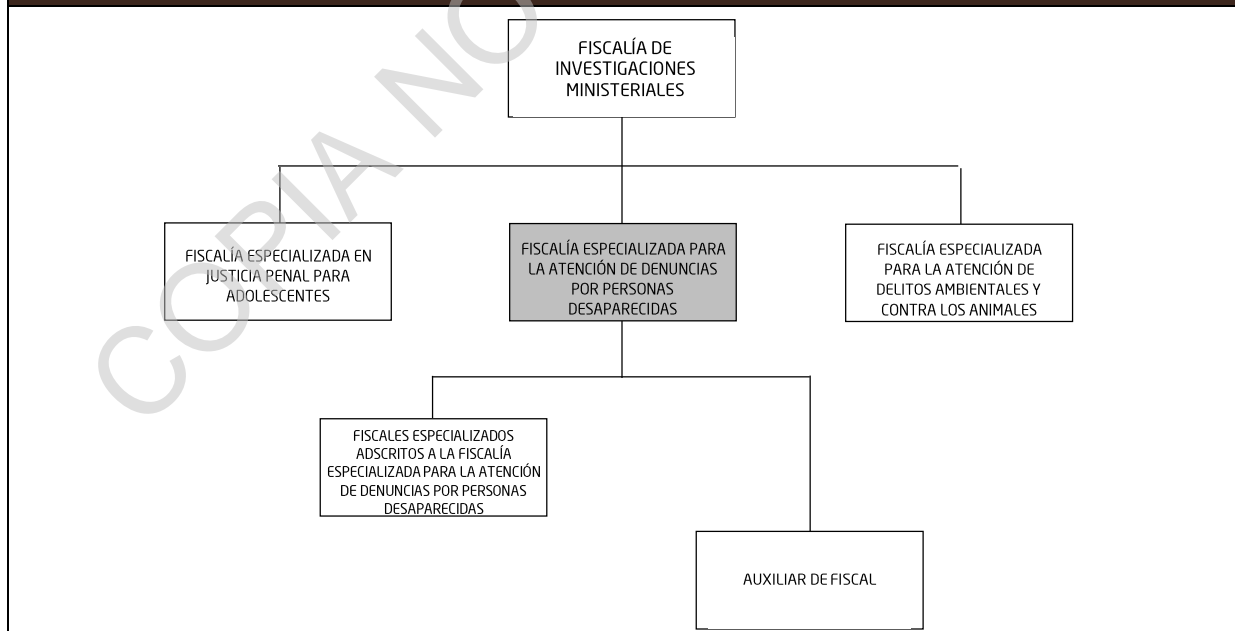 COPIA NO
FISCALÍA DE
INVESTIGACIONES
MINISTERIALES
FISCALÍA ESPECIALIZADA EN
JUSTICIA PENAL PARA
ADOLESCENTES
FISCALÍA ESPECIALIZADA PARA
LA ATENCIÓN DE DENUNCIAS
POR PERSONAS
DESAPARECIDAS
FISCALÍA ESPECIALIZADA
PARA LA ATENCIÓN DE
DELITOS AMBIENTALES Y
CONTRA LOS ANIMALES
FISCALES ESPECIALIZADOS
ADSCRITOS A LA FISCALÍA
ESPECIALIZADA PARA LA ATENCIÓN
DE DENUNCIAS POR PERSONAS
DESAPARECIDAS
AUXILIAR DE FISCAL